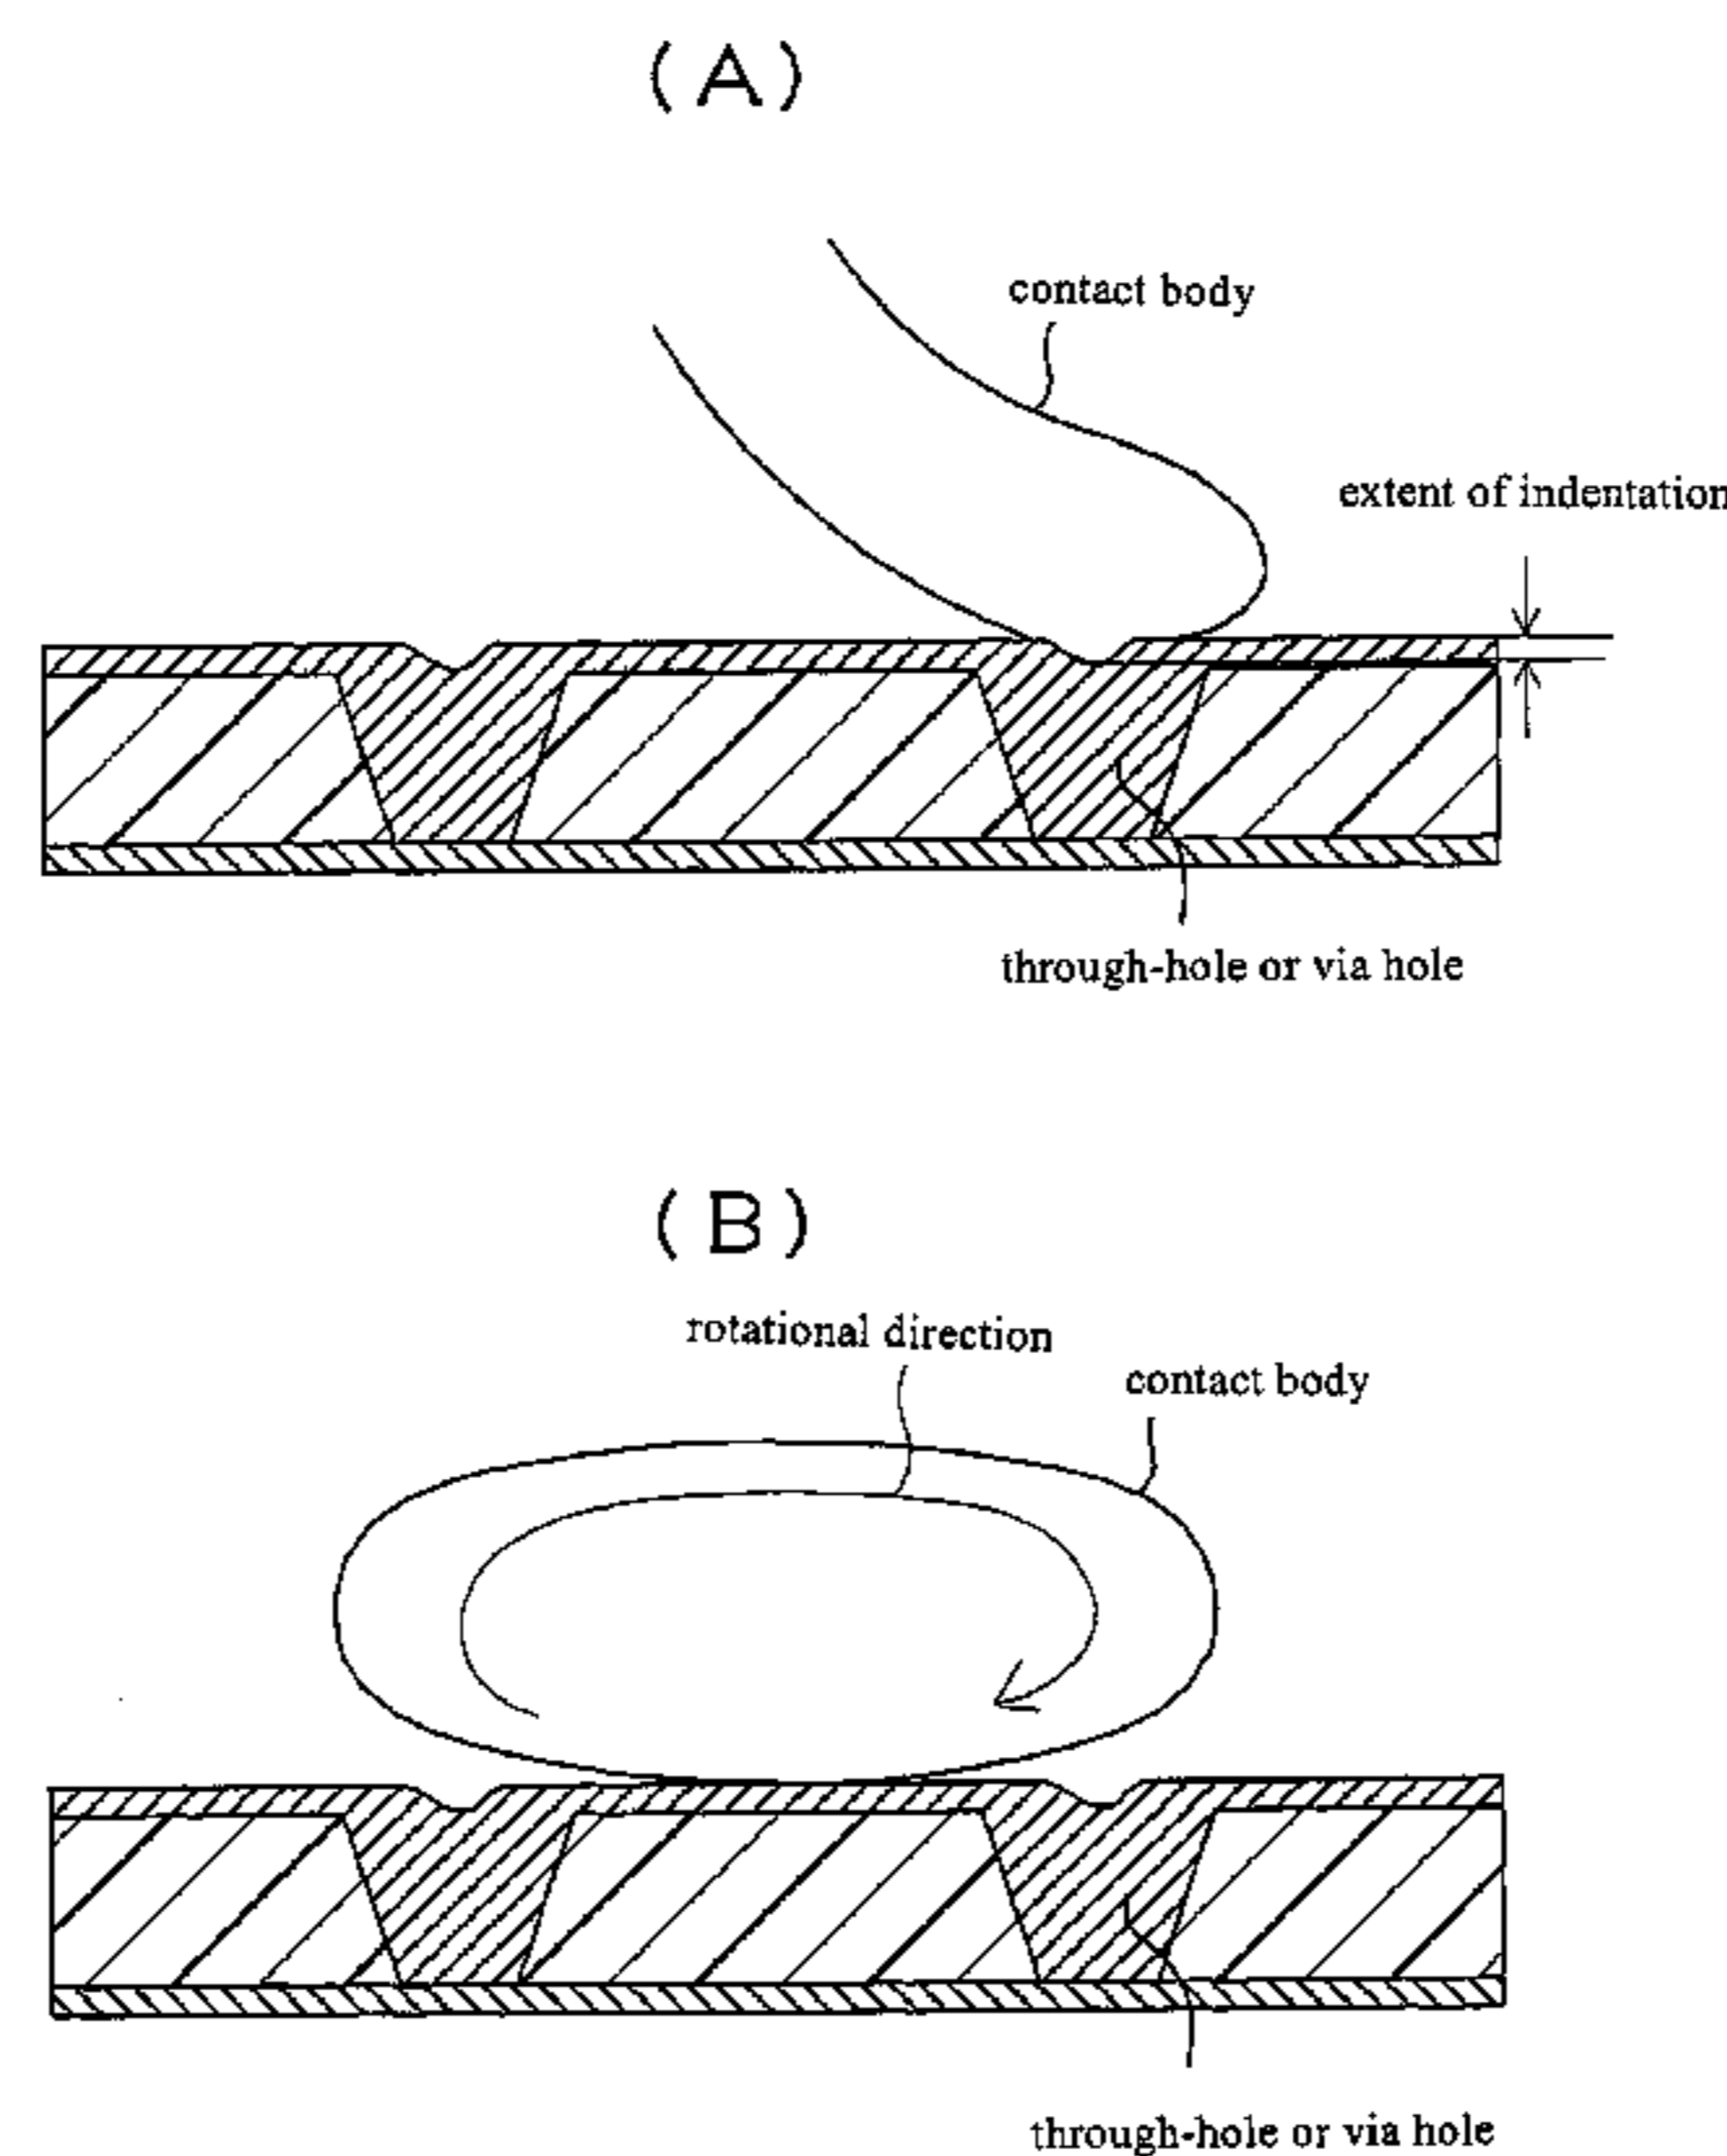 (A)
contact body
extent of indentation
through-hole or via hole
(B)
rotational direction
contact body
through-hole or via hole